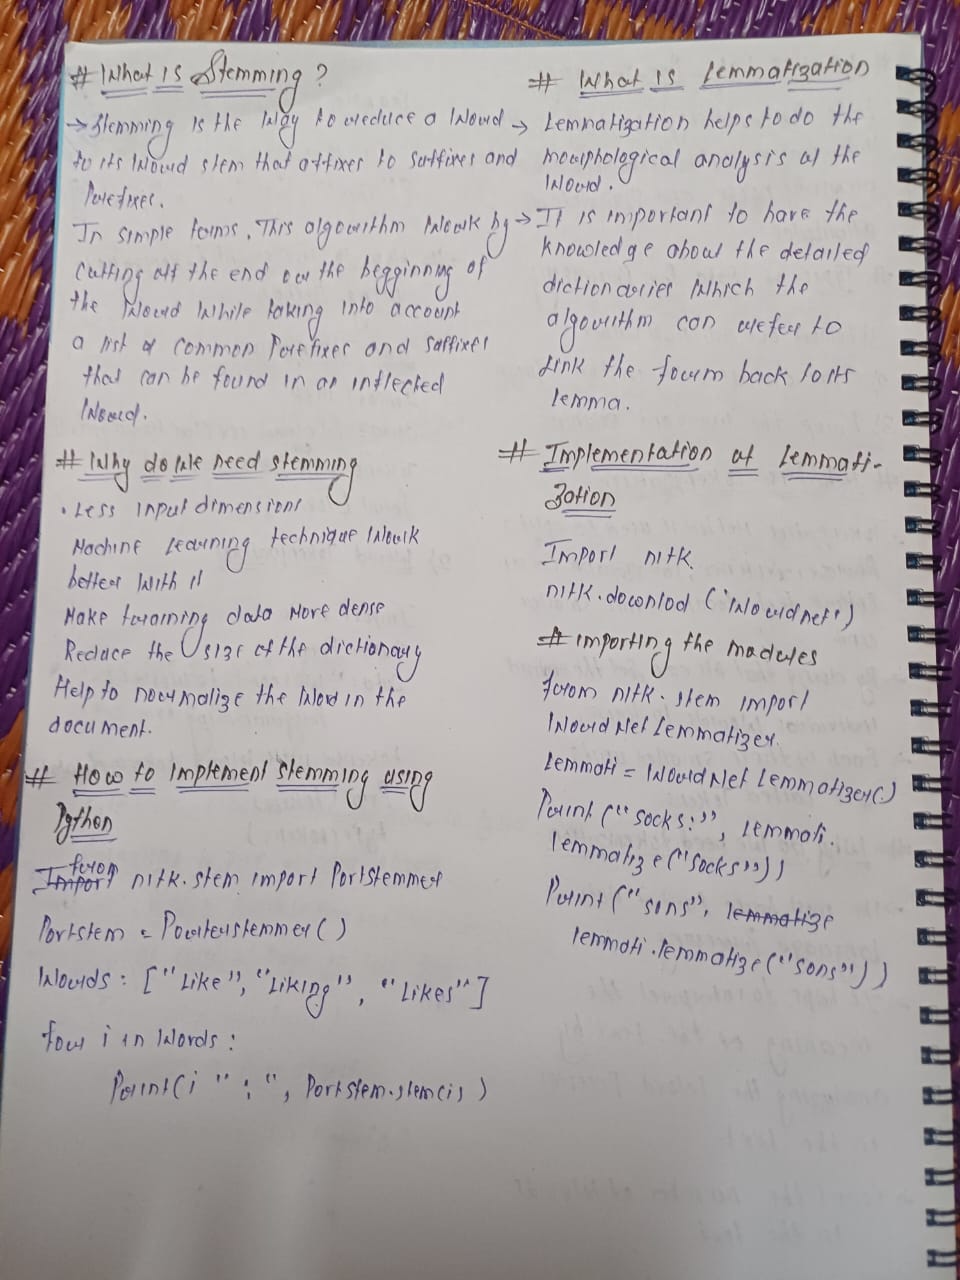 # What is Stemming ?
→ Stemming is the Way to reduce a Word
to its Word stem that affixes to suffixes and
Prefixes.
In simple terms, This algorithm Work by
cutting off the end or the beggining of
the Word While taking into account
a list of common Prefixes and suffixes
that can be found in an inflected
Word.
# Why do We need stemming
. Less input dimensions
Machine Learning technique Work
better With it
Make training data More dense
Reduce the size of the dictionary
Help to normalize the Word in the
document.
# How to implement stemming using
Python
from
Import nltk.stem import Portstemmer
Portstem = Porterstemmer()
Words : ["Like", "Liking", "Likes"]
for i in Words :
Print(i " : ", Portstem.stem(i))
# What is Lemmatization
→ Lemmatization helps to do the
morphological analysis of the
Word.
→ It is important to have the
knowledge about the detailed
dictionaries Which the
algorithm can refer to
link the form back to its
lemma.
# Implementation of Lemmati-
zation
Import nltk
nltk.downlod ('Wordnet')
# importing the modules
from nltk.stem import
WordNetLemmatizer
Lemmati = WordNetLemmatizer()
Print ("socks:", Lemmati.
lemmatize("socks"))
Print ("sons", lemmatize
lemmati.lemmatize("sons"))